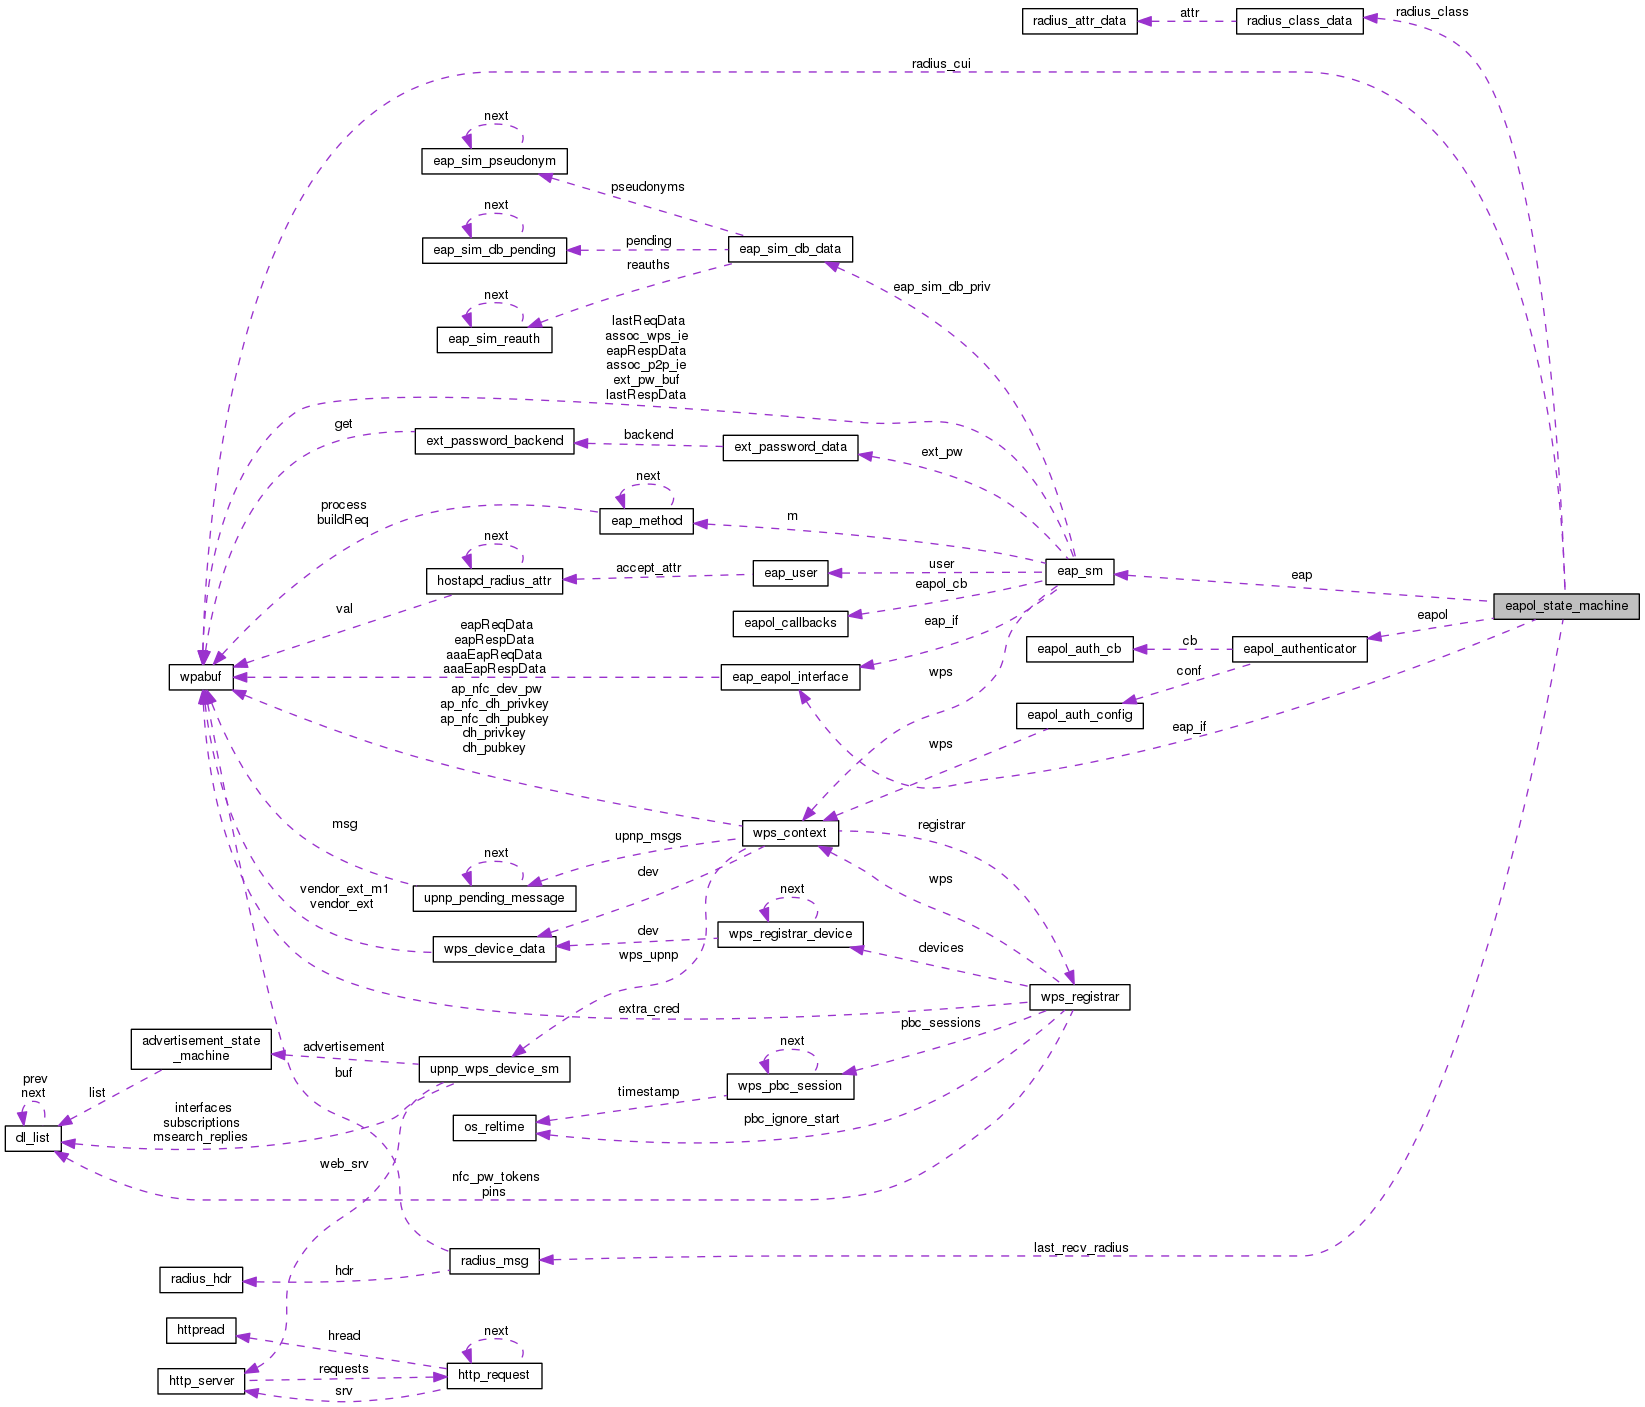 radius_class
radius_attr_data
attr
radius_class_data
radius_cui
next
eap_sim_pseudonym
pseudonyms
next
eap_sim_db_pending
pending
eap_sim_db_data
reauths
next
eap_sim_reauth
eap_sim_db_priv
lastReqData
assoc_wps_ie
eapRespData
assoc_p2p_ie
ext_pw_buf
lastRespData
get
ext_password_backend
backend
ext_password_data
ext_pw
next
process
buildReq
eap_method
m
next
hostapd_radius_attr
accept_attr
eap_user
user
eap_sm
eap
eapol_state_machine
eapol_cb
val
eapol_callbacks
eap_if
eapol
eapReqData
eapRespData
aaaEapReqData
aaaEapRespData
eapol_auth_cb
cb
eapol_authenticator
wpabuf
eap_eapol_interface
wps
conf
ap_nfc_dev_pw
ap_nfc_dh_privkey
ap_nfc_dh_pubkey
dh_privkey
dh_pubkey
eapol_auth_config
eap_if
wps
msg
wps_context
registrar
upnp_msgs
next
upnp_pending_message
dev
wps
vendor_ext_m1
vendor_ext
next
wps_registrar_device
dev
wps_device_data
wps_upnp
devices
wps_registrar
extra_cred
pbc_sessions
advertisement_state
_machine
advertisement
upnp_wps_device_sm
buf
next
wps_pbc_session
prev
next
list
timestamp
dl_list
interfaces
subscriptions
msearch_replies
os_reltime
pbc_ignore_start
web_srv
nfc_pw_tokens
pins
last_recv_radius
radius_msg
radius_hdr
hdr
httpread
hread
next
http_server
requests
srv
http_request